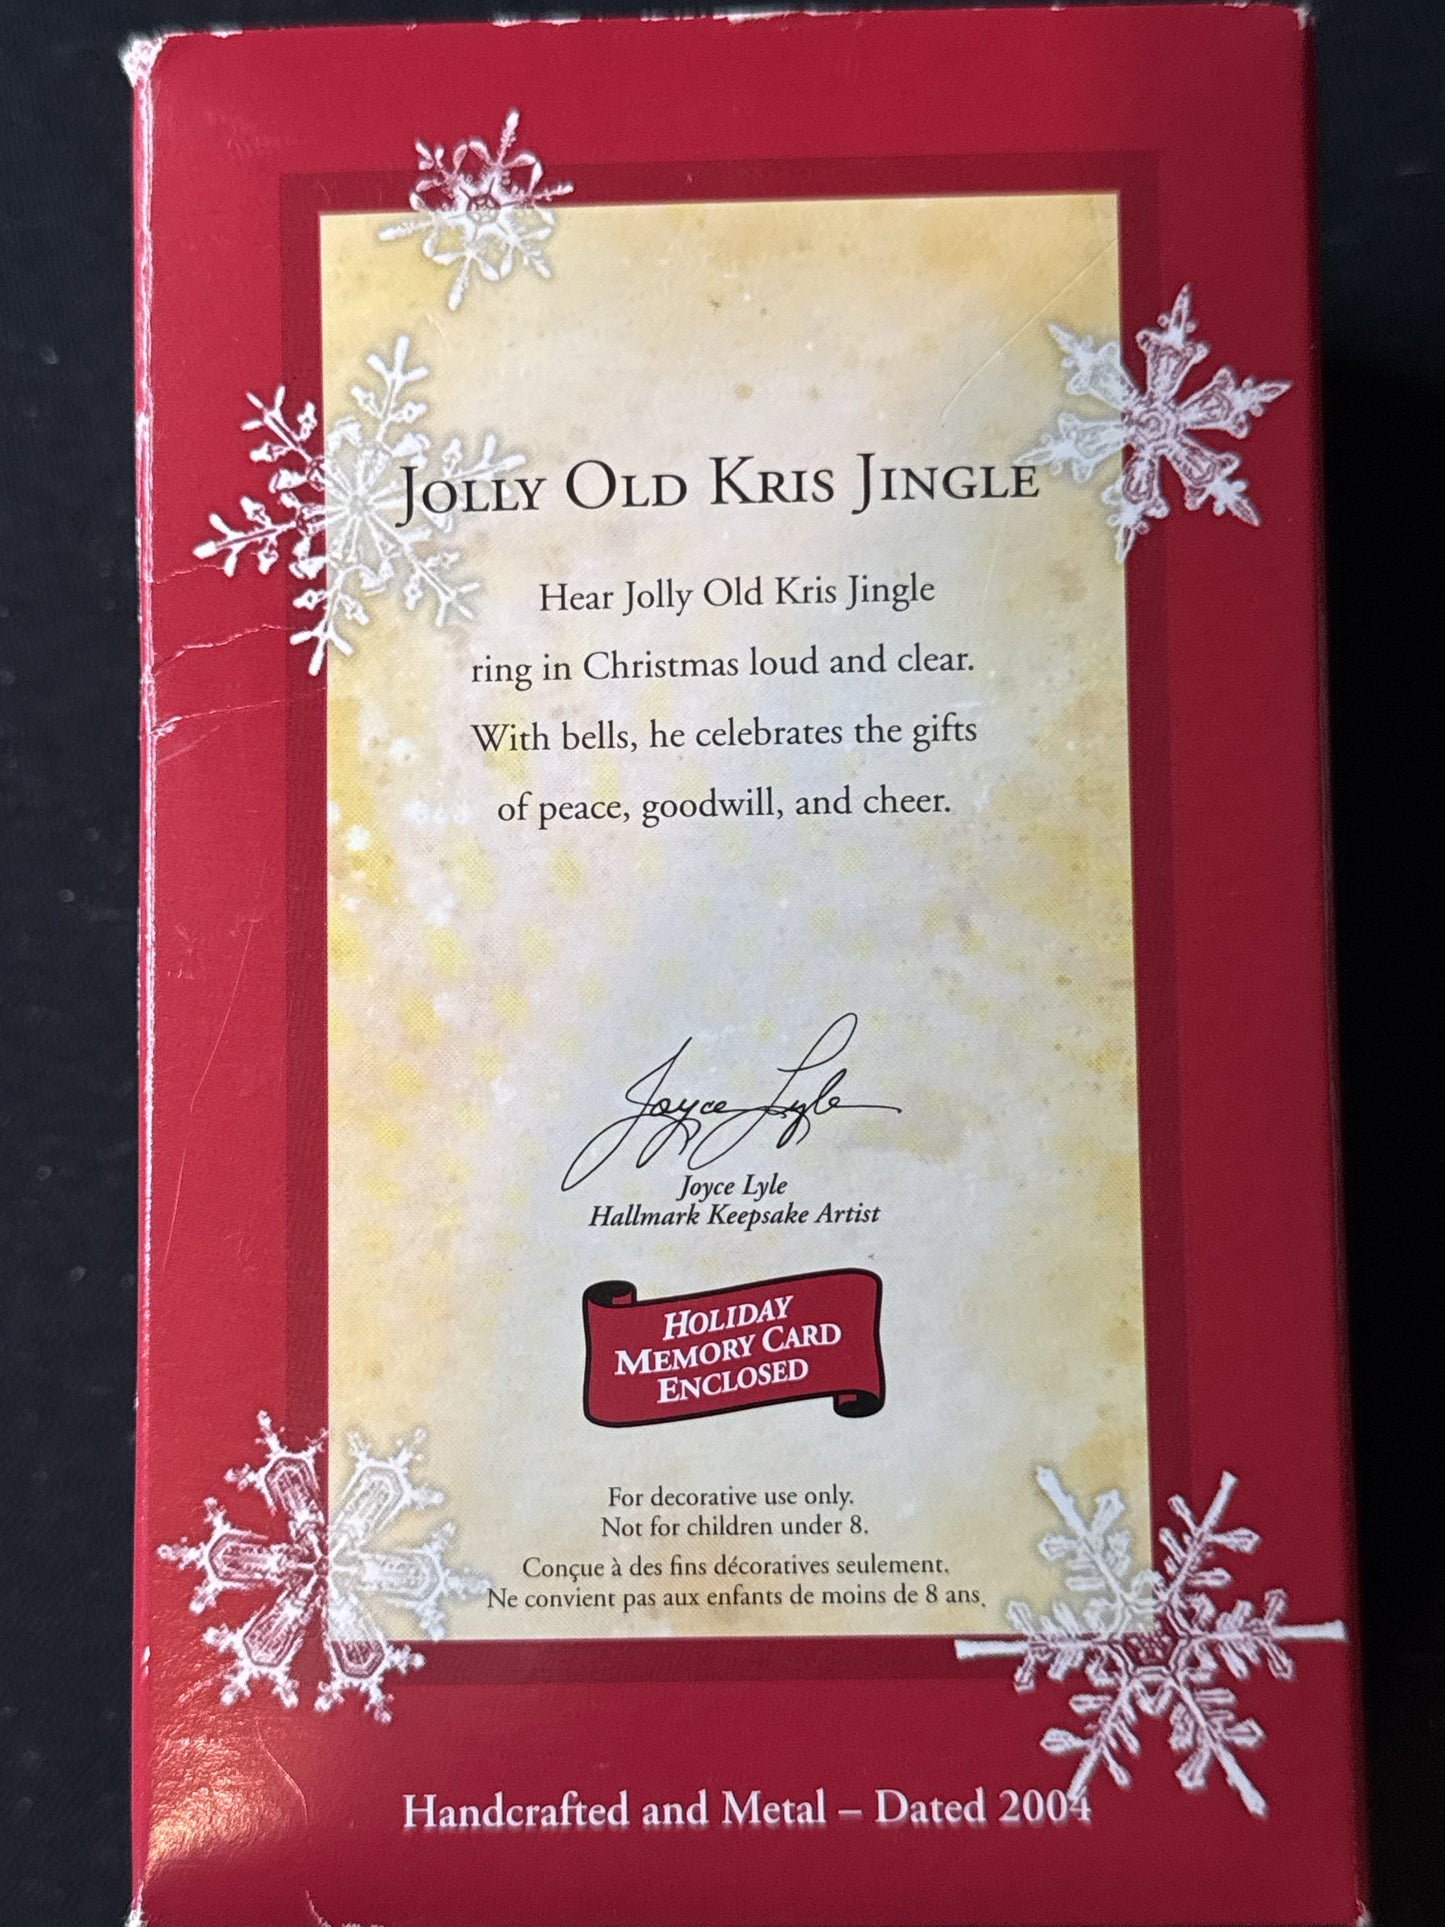 JOLLY OLD KRIS JINGLE
Hear Jolly Old Kris Jingle
ring in Christmas loud and clear.
With bells, he celebrates the gifts
of peace, goodwill, and cheer.
Joyce Lyle
Joyce Lyle
Hallmark Keepsake Artist
HOLIDAY
MEMORY CARD
ENCLOSED
For decorative use only.
Not for children under 8.
Conçue à des fins décoratives seulement.
Ne convient pas aux enfants de moins de 8 ans.
Handcrafted and Metal – Dated 2004